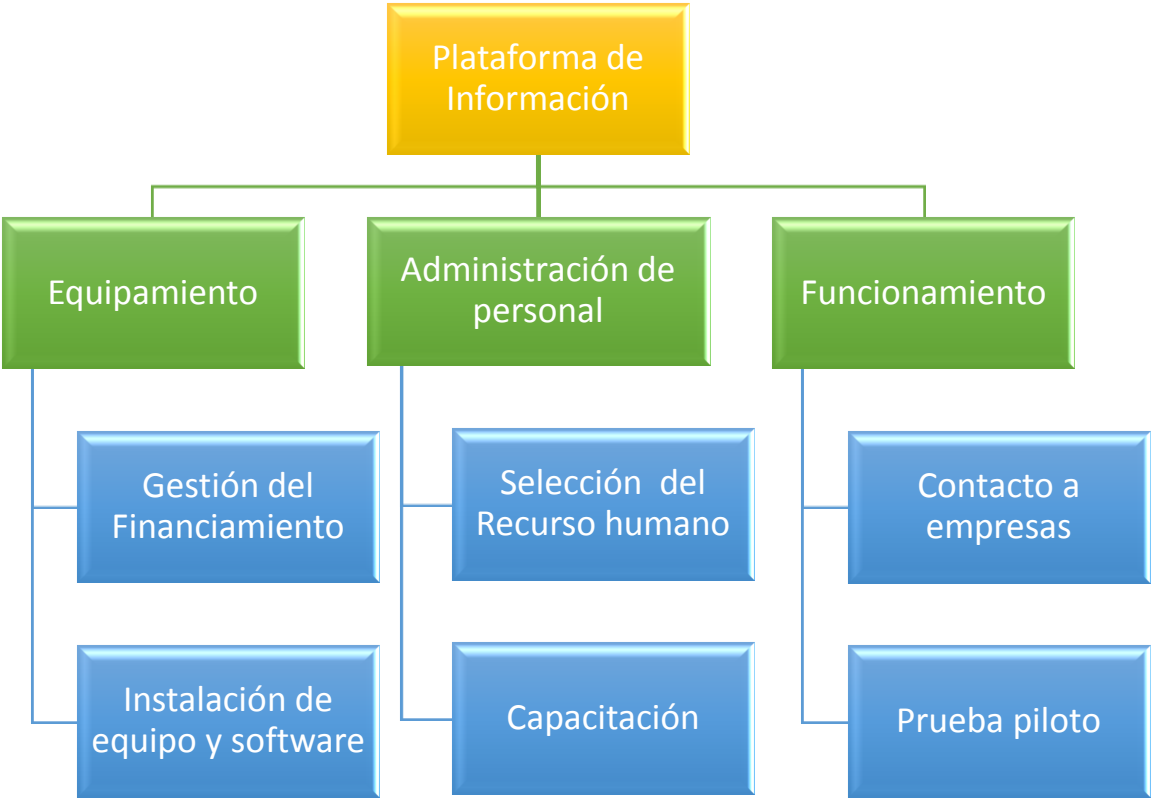 Plataforma de
Información
Equipamiento
Administración de
personal
Funcionamiento
Gestión del
Financiamiento
Selección  del
Recurso humano
Contacto a
empresas
Instalación de
equipo y software
Capacitación
Prueba piloto